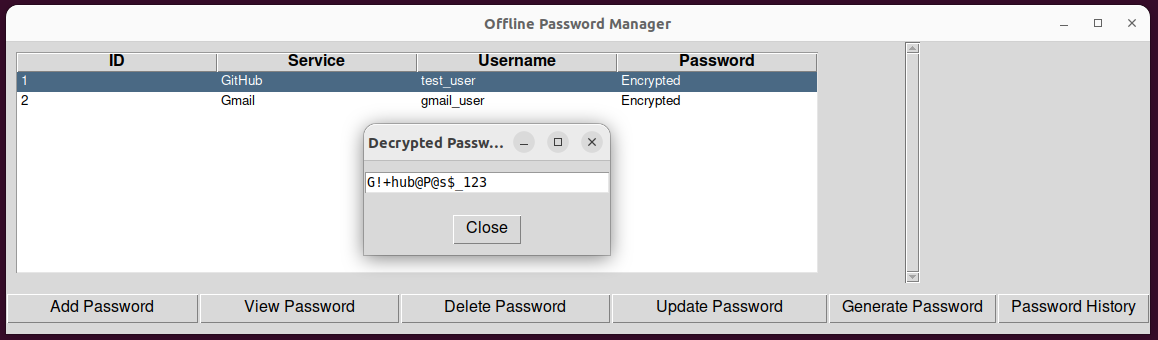 Offline Password Manager
ID Service Username Password
1 GitHub test_user Encrypted
2 Gmail gmail_user Encrypted
Decrypted Passw...
G!+hub@P@s$_123
Close
Add Password View Password Delete Password Update Password Generate Password Password History